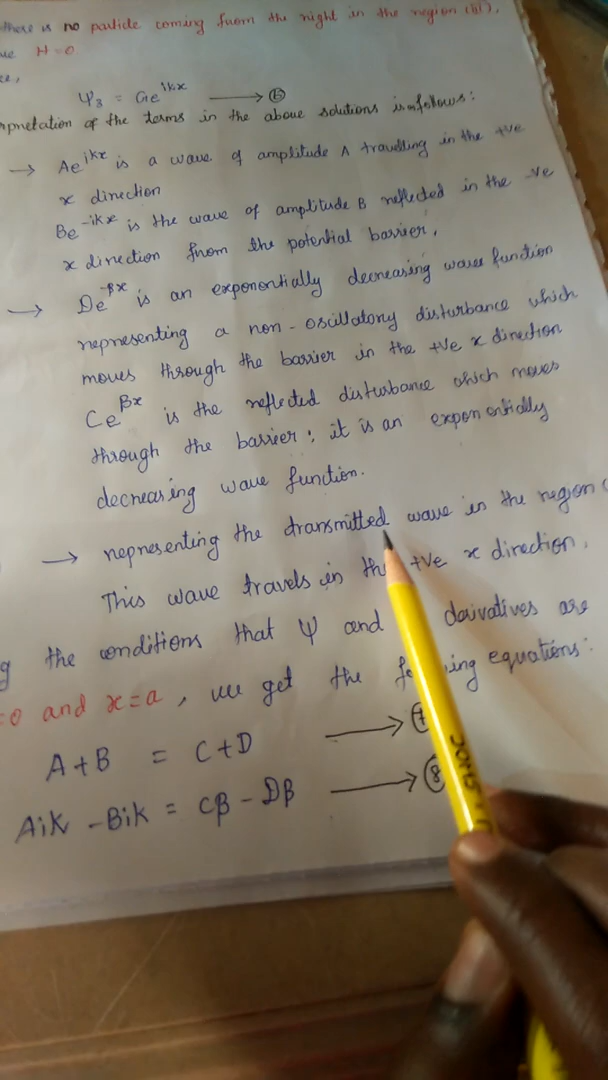 there is no particle coming from the right in the region (III).
H=0
ψ₃ = Ge^{ikx} ⟶ ⑥
of the terms in the above solutions is follows:
→ Ae^{ikx} is a wave of amplitude A travelling in the +ve
x direction
Be^{-ikx} is the wave of amplitude B reflected in the -ve
x direction from the potential barrier.
→ De^{-βx} is an exponentially decreasing wave function
representing a non-oscillatory disturbance which
moves through the barrier in the +ve x direction
Ce^{βx} is the reflected disturbance which moves
through the barrier; it is an exponentially
decreasing wave function.
→ representing the transmitted wave in the region (
This wave travels in the +ve x direction.
the conditions that ψ and derivatives are
=0 and x=a, we get the equations:
A+B = C+D ⟶
Aik - Bik = Cβ - Dβ ⟶ ⑧